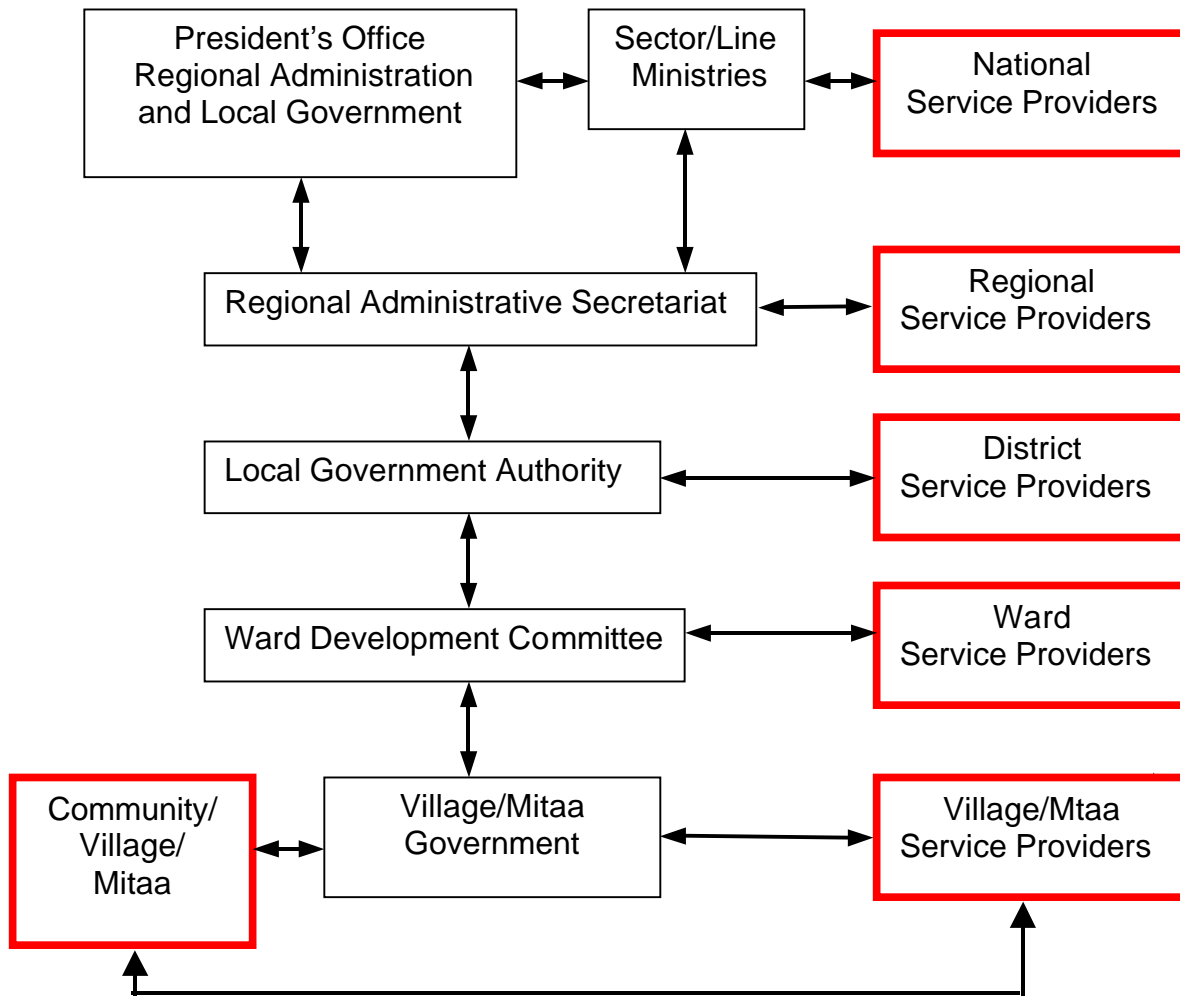 President’s Office
Regional Administration
and Local Government
Sector/Line
Ministries
National
Service Providers
Regional Administrative Secretariat
Regional
Service Providers
Local Government Authority
District
Service Providers
Ward Development Committee
Ward
Service Providers
Community/
Village/
Mitaa
Village/Mitaa
Government
Village/Mtaa
Service Providers